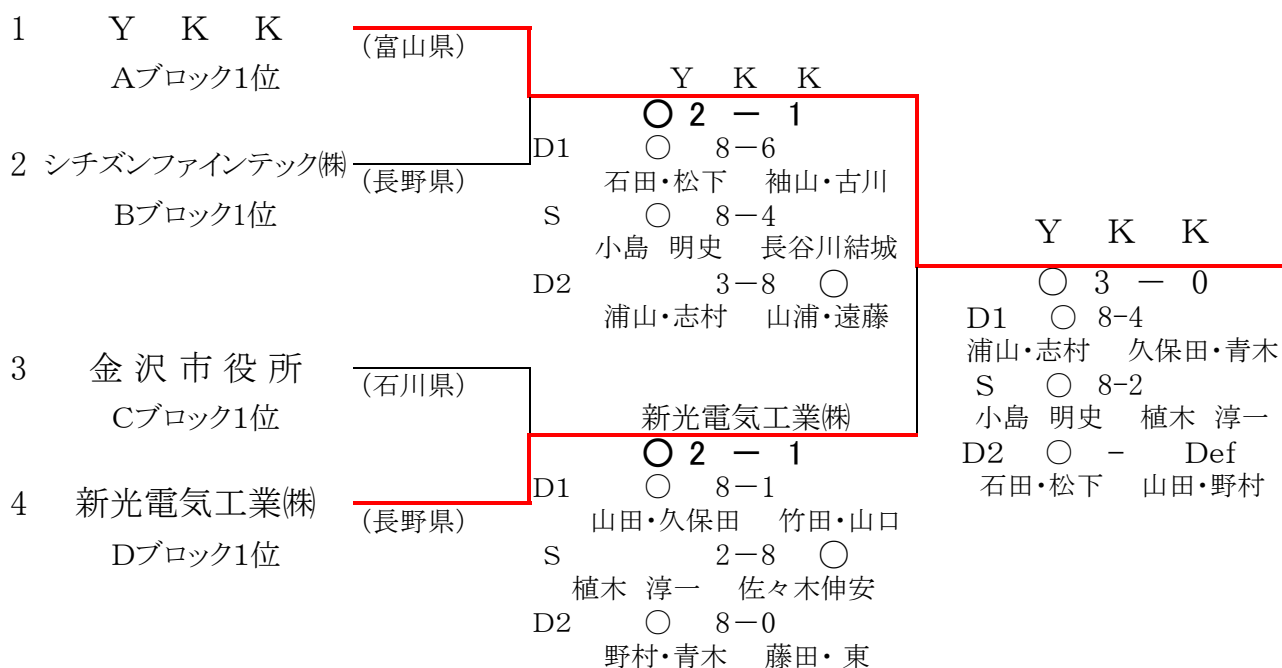 1 Y K K (富山県)
Aブロック1位
2 シチズンファインテック㈱ (長野県)
Bブロック1位
3 金沢市役所 (石川県)
Cブロック1位
4 新光電気工業㈱ (長野県)
Dブロック1位
Y K K
○ 2 － 1
D1 ○ 8－6
石田・松下 袖山・古川
S ○ 8－4
小島 明史 長谷川結城
D2 3－8 ○
浦山・志村 山浦・遠藤
新光電気工業㈱
○ 2 － 1
D1 ○ 8－1
山田・久保田 竹田・山口
S 2－8 ○
植木 淳一 佐々木伸安
D2 ○ 8－0
野村・青木 藤田・東
Y K K
○ 3 － 0
D1 ○ 8-4
浦山・志村 久保田・青木
S ○ 8-2
小島 明史 植木 淳一
D2 ○ - Def
石田・松下 山田・野村